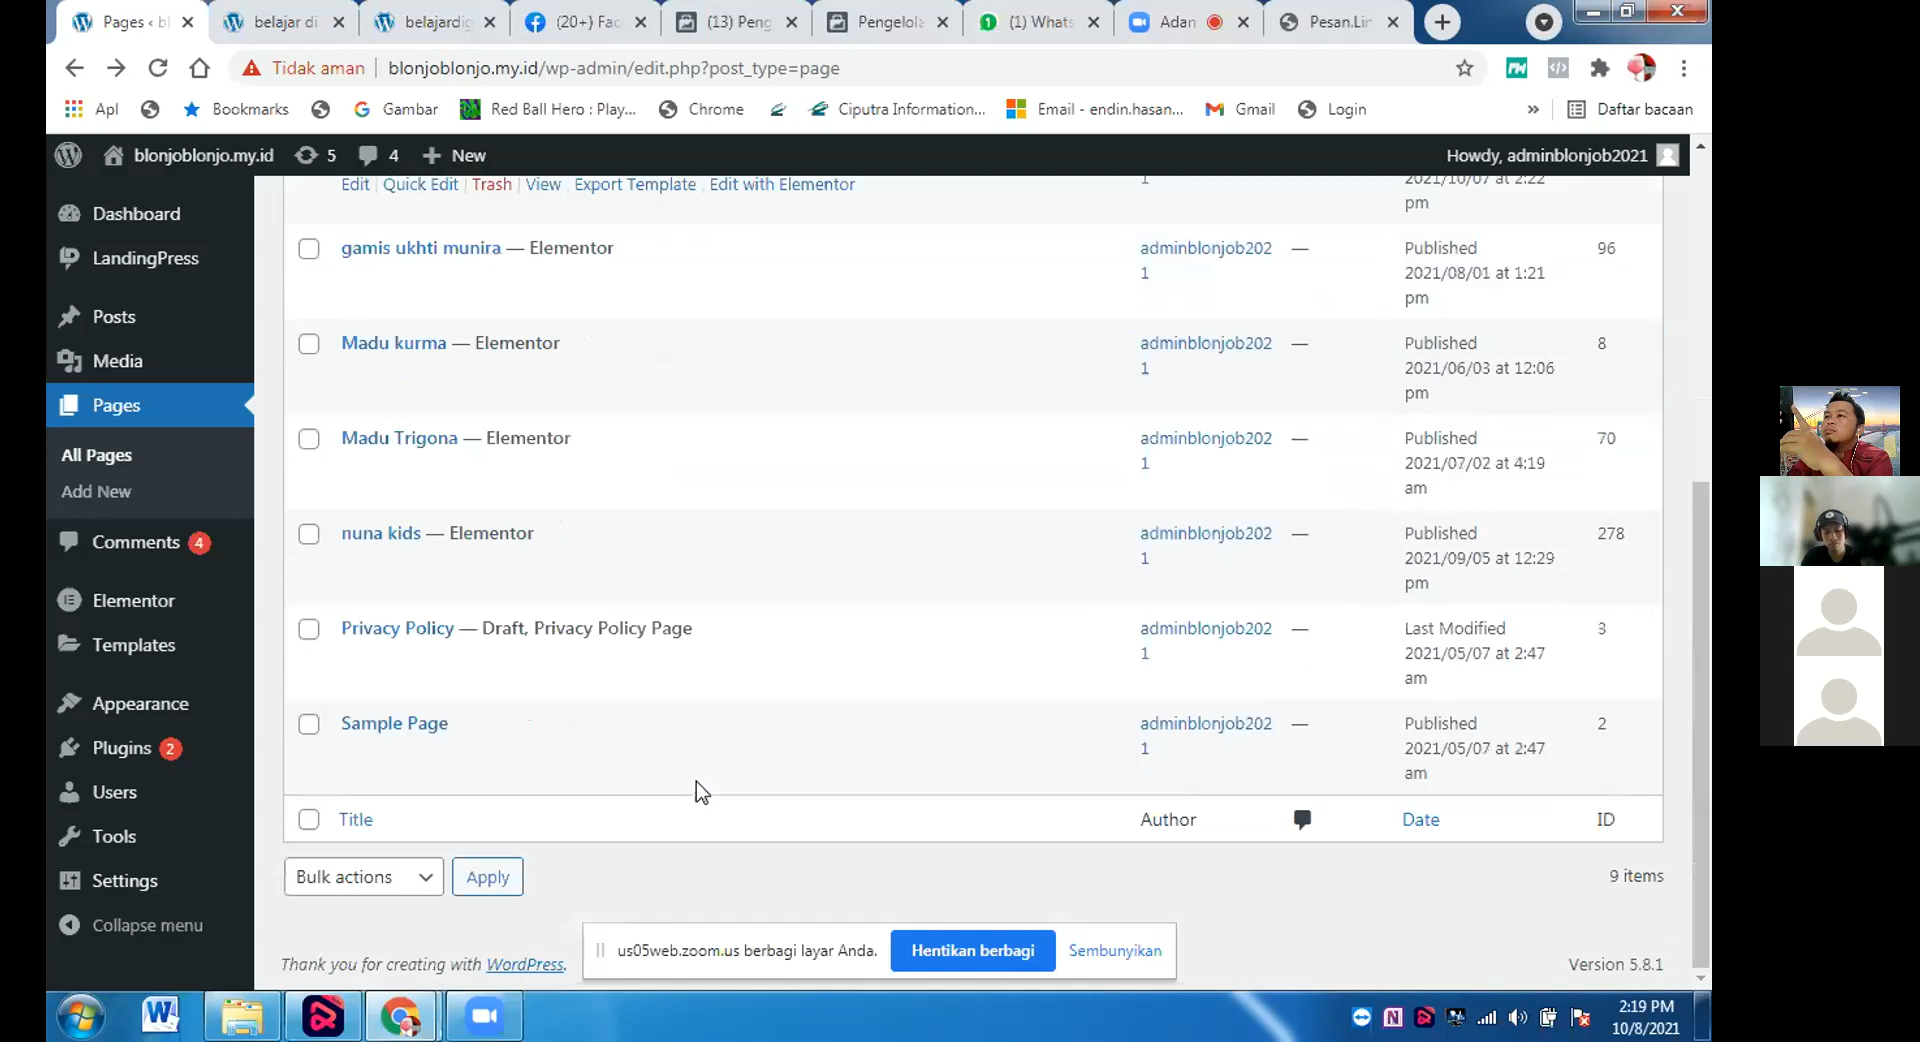 Pages ‹ bl
belajar di
belajardig
(20+) Fac
(13) Peng
Pengelola
1
(1) Whats
Adan
Pesan.Lin
Tidak aman
blonjoblonjo.my.id/wp-admin/edit.php?post_type=page
Apl
Bookmarks
Gambar
Red Ball Hero : Play...
Chrome
Ciputra Information...
Email - endin.hasan...
Gmail
Login
»
Daftar bacaan
blonjoblonjo.my.id
5
4
New
Howdy, adminblonjob2021
Dashboard
LandingPress
Posts
Media
Pages
All Pages
Add New
Comments 4
Elementor
Templates
Appearance
Plugins 2
Users
Tools
Settings
Collapse menu
Edit | Quick Edit | Trash | View | Export Template | Edit with Elementor
1
2021/10/07 at 2:22
pm
gamis ukhti munira — Elementor
adminblonjob202
1
—
Published
2021/08/01 at 1:21
pm
96
Madu kurma — Elementor
adminblonjob202
1
—
Published
2021/06/03 at 12:06
pm
8
Madu Trigona — Elementor
adminblonjob202
1
—
Published
2021/07/02 at 4:19
am
70
nuna kids — Elementor
adminblonjob202
1
—
Published
2021/09/05 at 12:29
pm
278
Privacy Policy — Draft, Privacy Policy Page
adminblonjob202
1
—
Last Modified
2021/05/07 at 2:47
am
3
Sample Page
adminblonjob202
1
—
Published
2021/05/07 at 2:47
am
2
Title
Author
Date
ID
Bulk actions
Apply
9 items
us05web.zoom.us berbagi layar Anda.
Hentikan berbagi
Sembunyikan
Thank you for creating with WordPress.
Version 5.8.1
2:19 PM
10/8/2021